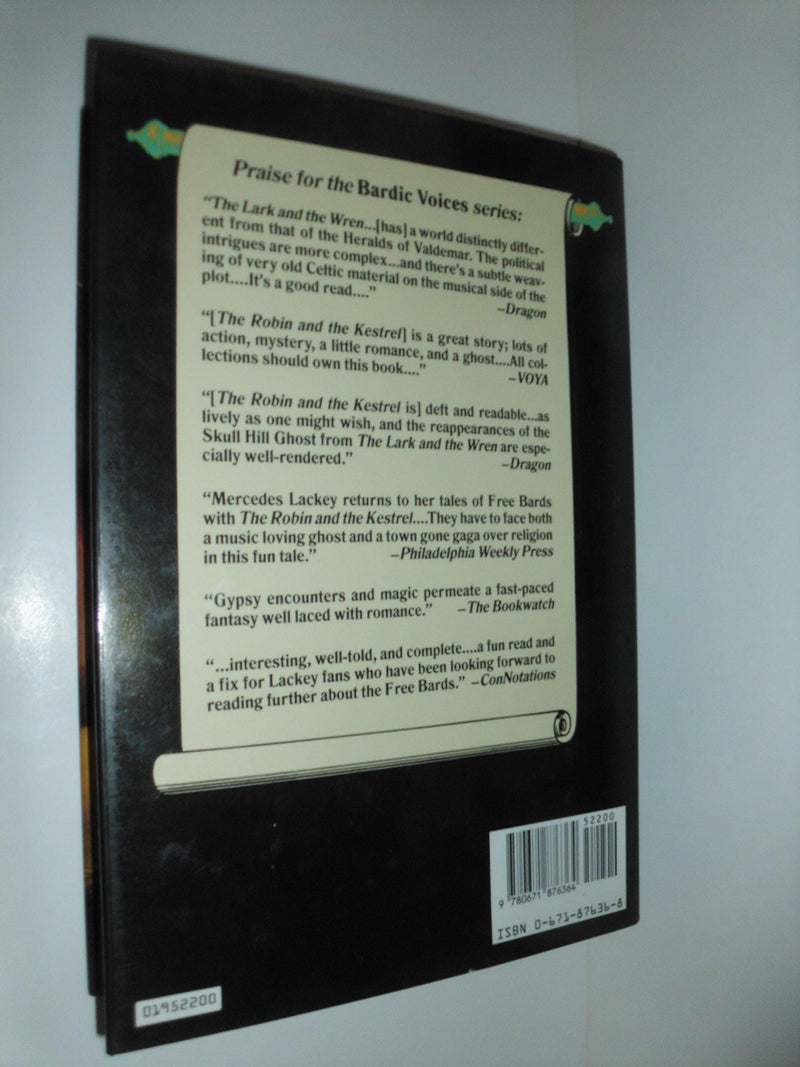 Praise for the Bardic Voices series:
“The Lark and the Wren...[has] a world distinctly differ-
ent from that of the Heralds of Valdemar. The political
intrigues are more complex...and there's a subtle weav-
ing of very old Celtic material on the musical side of the
plot....It's a good read....”
–Dragon
“[The Robin and the Kestrel] is a great story; lots of
action, mystery, a little romance, and a ghost....All col-
lections should own this book....”
–VOYA
“[The Robin and the Kestrel is] deft and readable...as
lively as one might wish, and the reappearances of the
Skull Hill Ghost from The Lark and the Wren are espe-
cially well-rendered.” –Dragon
“Mercedes Lackey returns to her tales of Free Bards
with The Robin and the Kestrel....They have to face both
a music loving ghost and a town gone gaga over religion
in this fun tale.” –Philadelphia Weekly Press
“Gypsy encounters and magic permeate a fast-paced
fantasy well laced with romance.” –The Bookwatch
“...interesting, well-told, and complete....a fun read and
a fix for Lackey fans who have been looking forward to
reading further about the Free Bards.” –ConNotations
52200
9 780671 876364
ISBN 0-671-87636-8
01952200